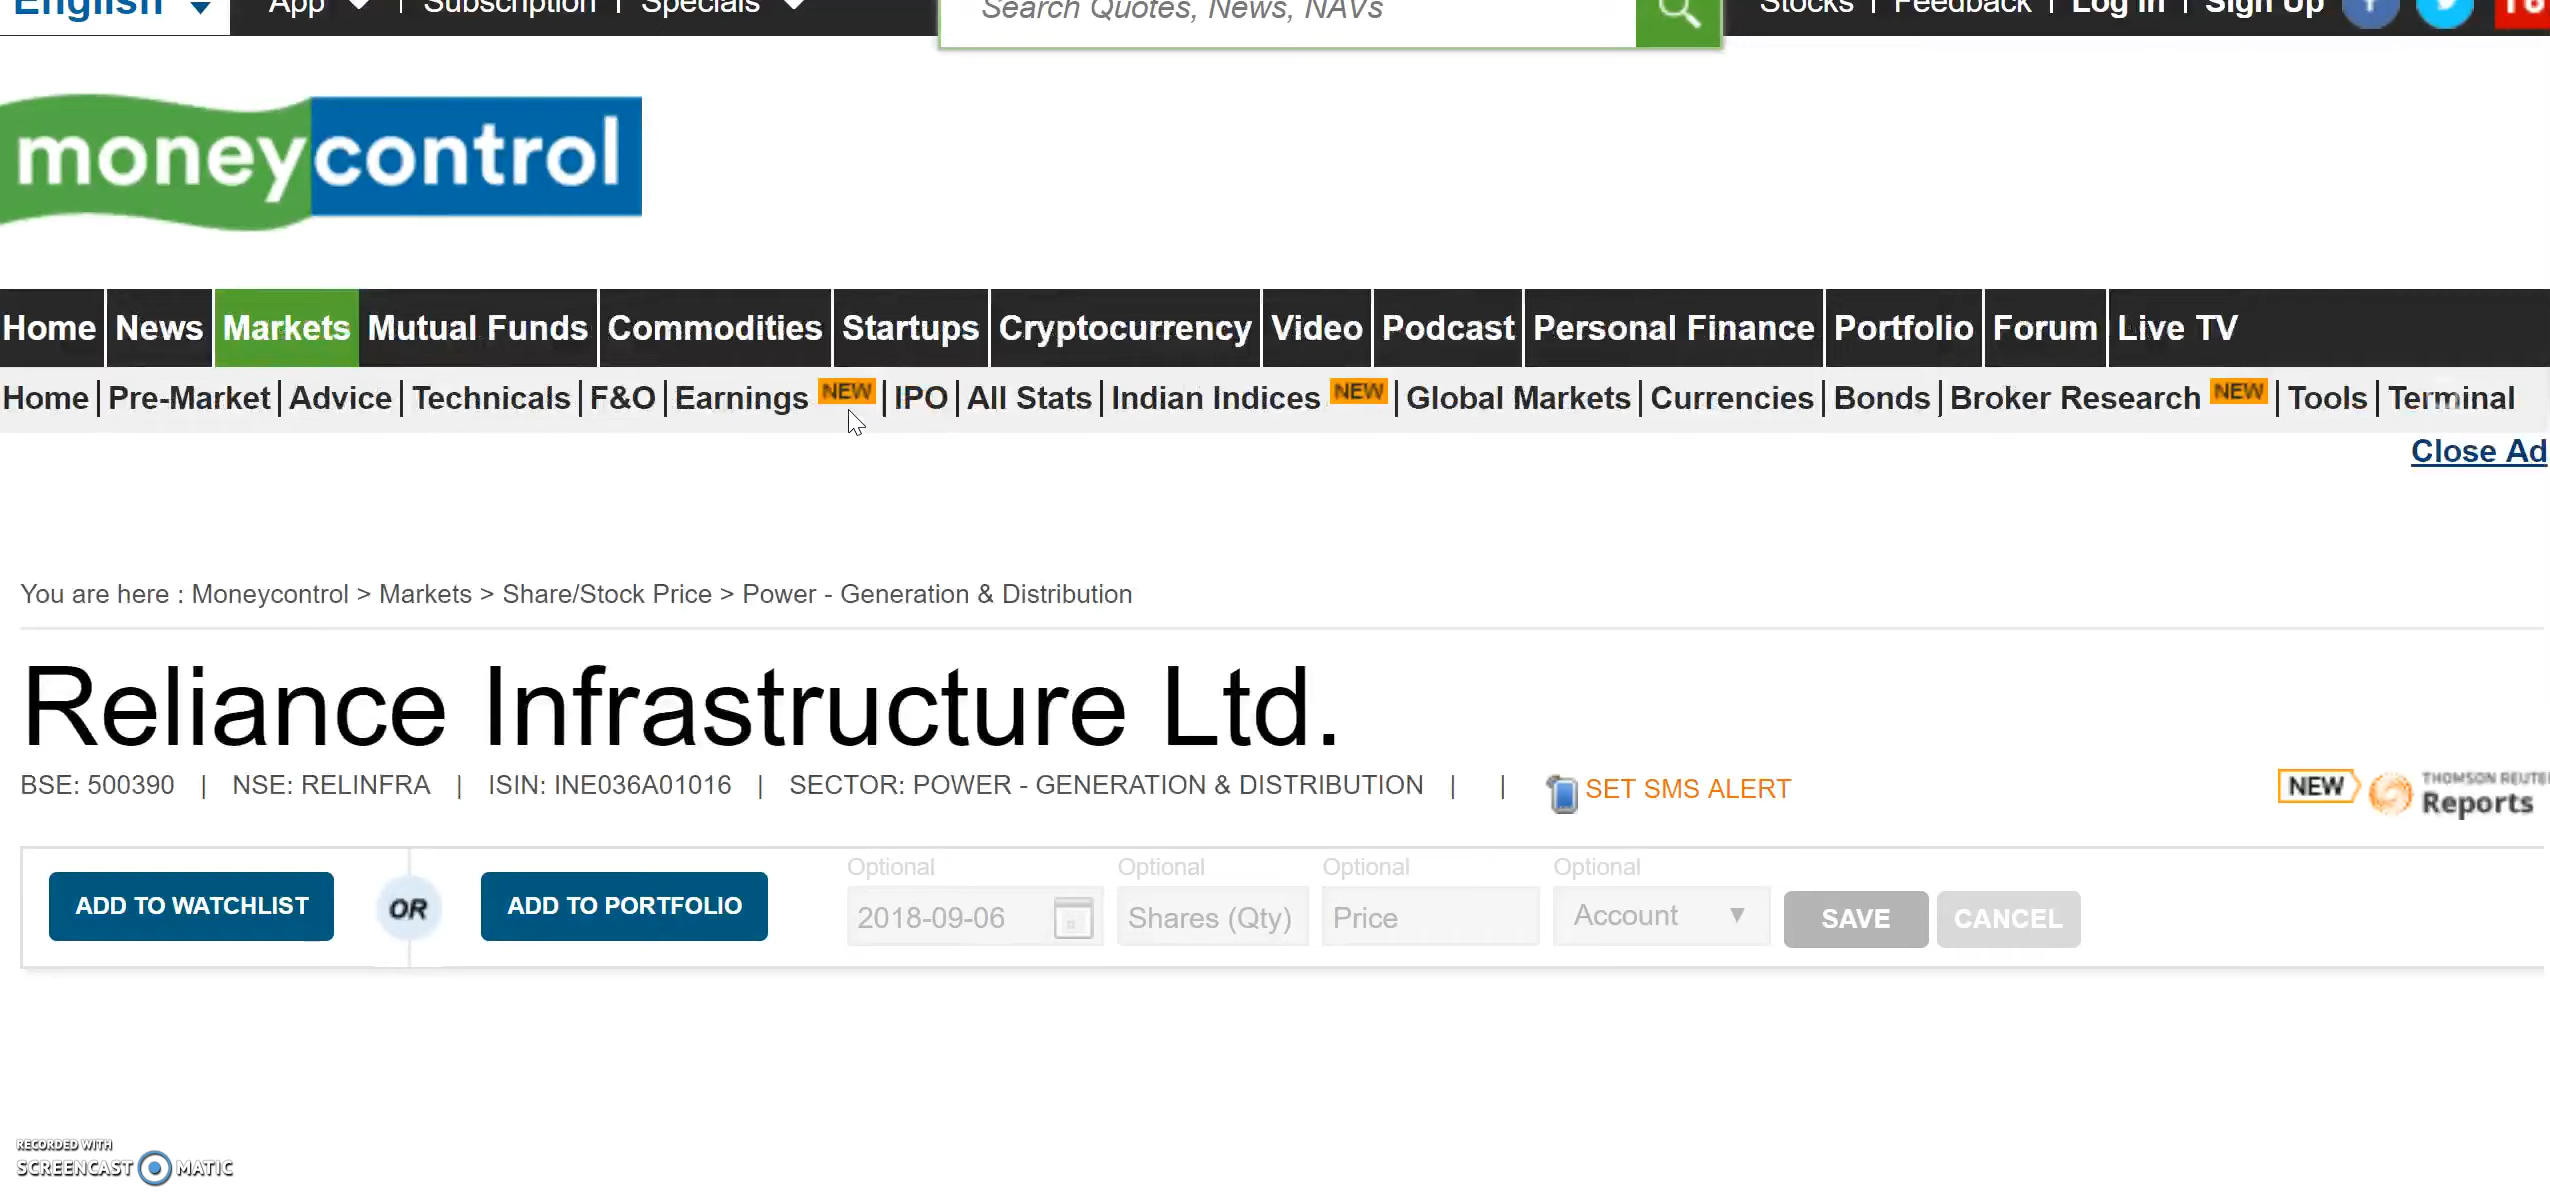 English App | Subscription | Specials Search Quotes, News, NAVs Stocks | Feedback | Log In | Sign Up
moneycontrol
Home News Markets Mutual Funds Commodities Startups Cryptocurrency Video Podcast Personal Finance Portfolio Forum Live TV
Home | Pre-Market | Advice | Technicals | F&O | Earnings NEW | IPO | All Stats | Indian Indices NEW | Global Markets | Currencies | Bonds | Broker Research NEW | Tools | Terminal
Close Ad
You are here : Moneycontrol > Markets > Share/Stock Price > Power - Generation & Distribution
Reliance Infrastructure Ltd.
BSE: 500390 | NSE: RELINFRA | ISIN: INE036A01016 | SECTOR: POWER - GENERATION & DISTRIBUTION | | SET SMS ALERT NEW THOMSON REUTE
Reports
Optional Optional Optional Optional
ADD TO WATCHLIST OR ADD TO PORTFOLIO 2018-09-06 Shares (Qty) Price Account SAVE CANCEL
RECORDED WITH
SCREENCAST MATIC